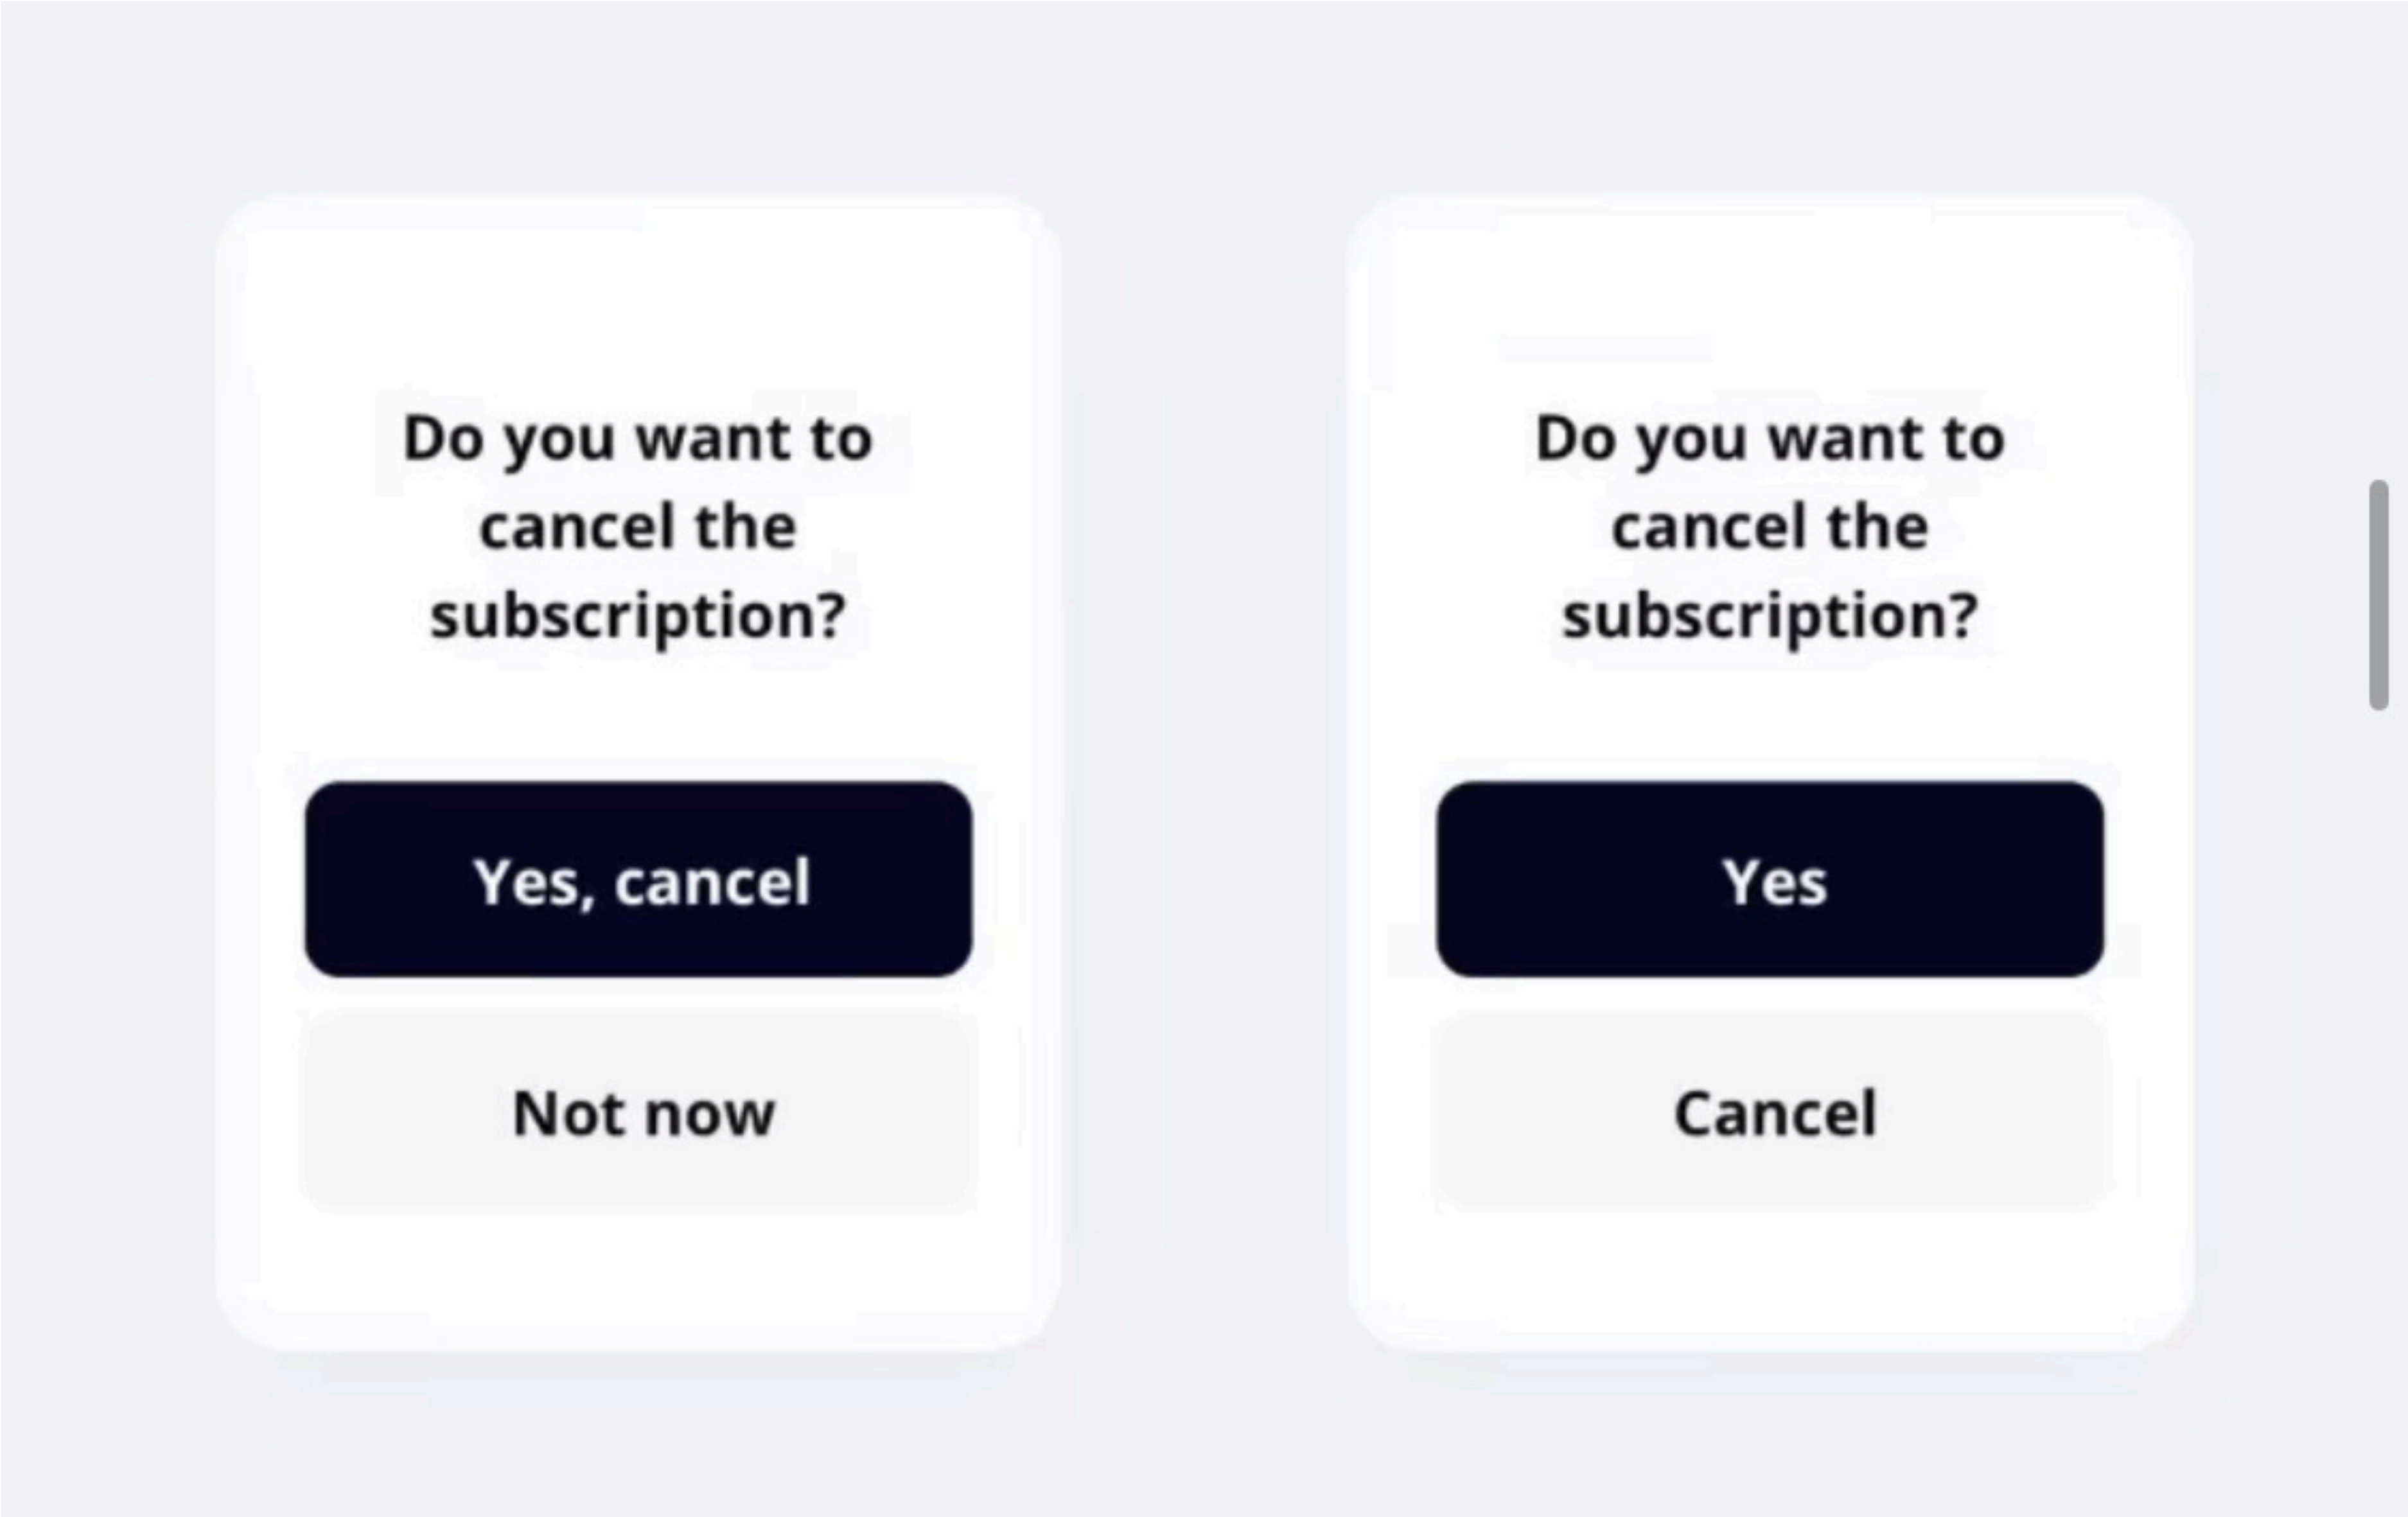 Do you want to
cancel the
subscription?
Yes, cancel
Not now
Do you want to
cancel the
subscription?
Yes
Cancel